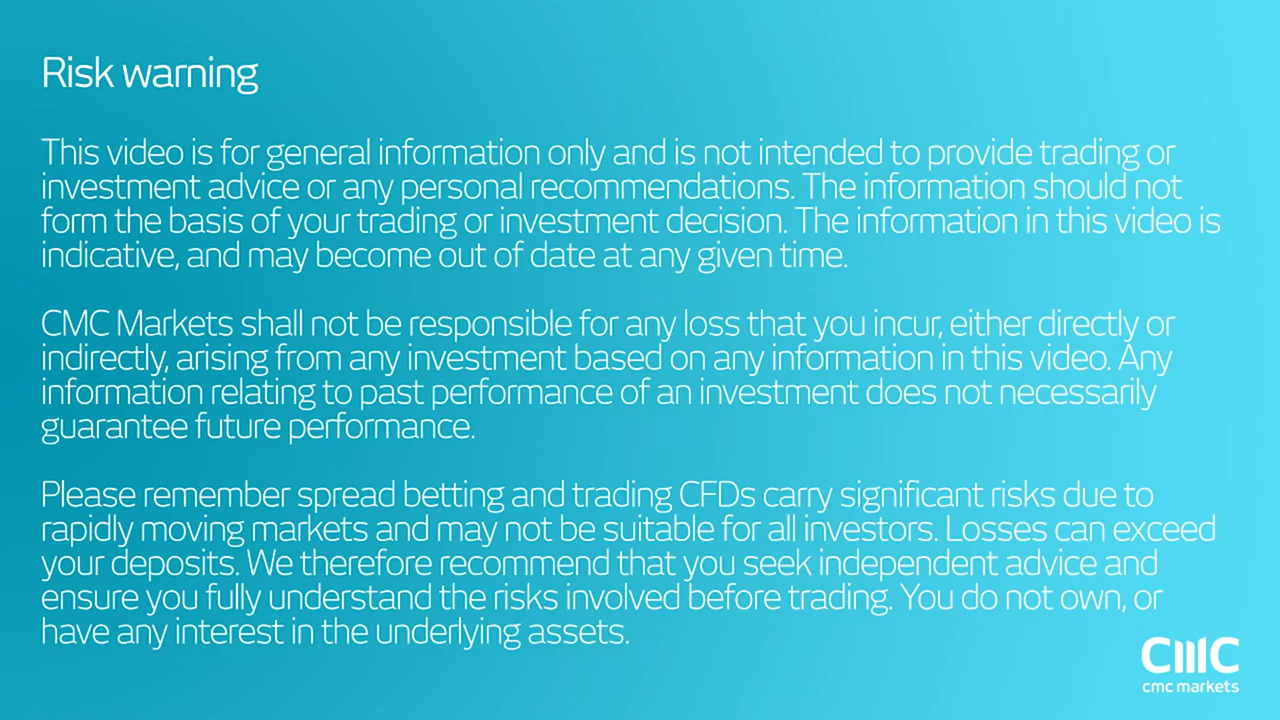 Risk warning
This video is for general information only and is not intended to provide trading or
investment advice or any personal recommendations. The information should not
form the basis of your trading or investment decision. The information in this video is
indicative, and may become out of date at any given time.
CMC Markets shall not be responsible for any loss that you incur, either directly or
indirectly, arising from any investment based on any information in this video. Any
information relating to past performance of an investment does not necessarily
guarantee future performance.
Please remember spread betting and trading CFDs carry significant risks due to
rapidly moving markets and may not be suitable for all investors. Losses can exceed
your deposits. We therefore recommend that you seek independent advice and
ensure you fully understand the risks involved before trading. You do not own, or
have any interest in the underlying assets.
CMC
cmc markets